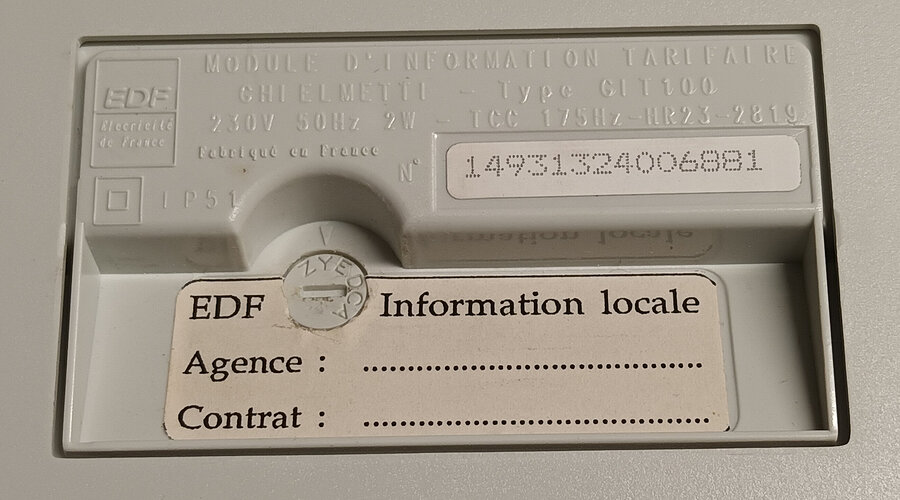 MODULE D'INFORMATION TARIFAIRE
GHIELMETTI - Type CIT100
230V 50Hz 2W - TCC 175Hz-HR23-2819
EDF
Electricité
de France
Fabriqué en France
N° 14931324006881
IP51
ZYEDCA
EDF Information locale
Agence : ........................................
Contrat : ........................................